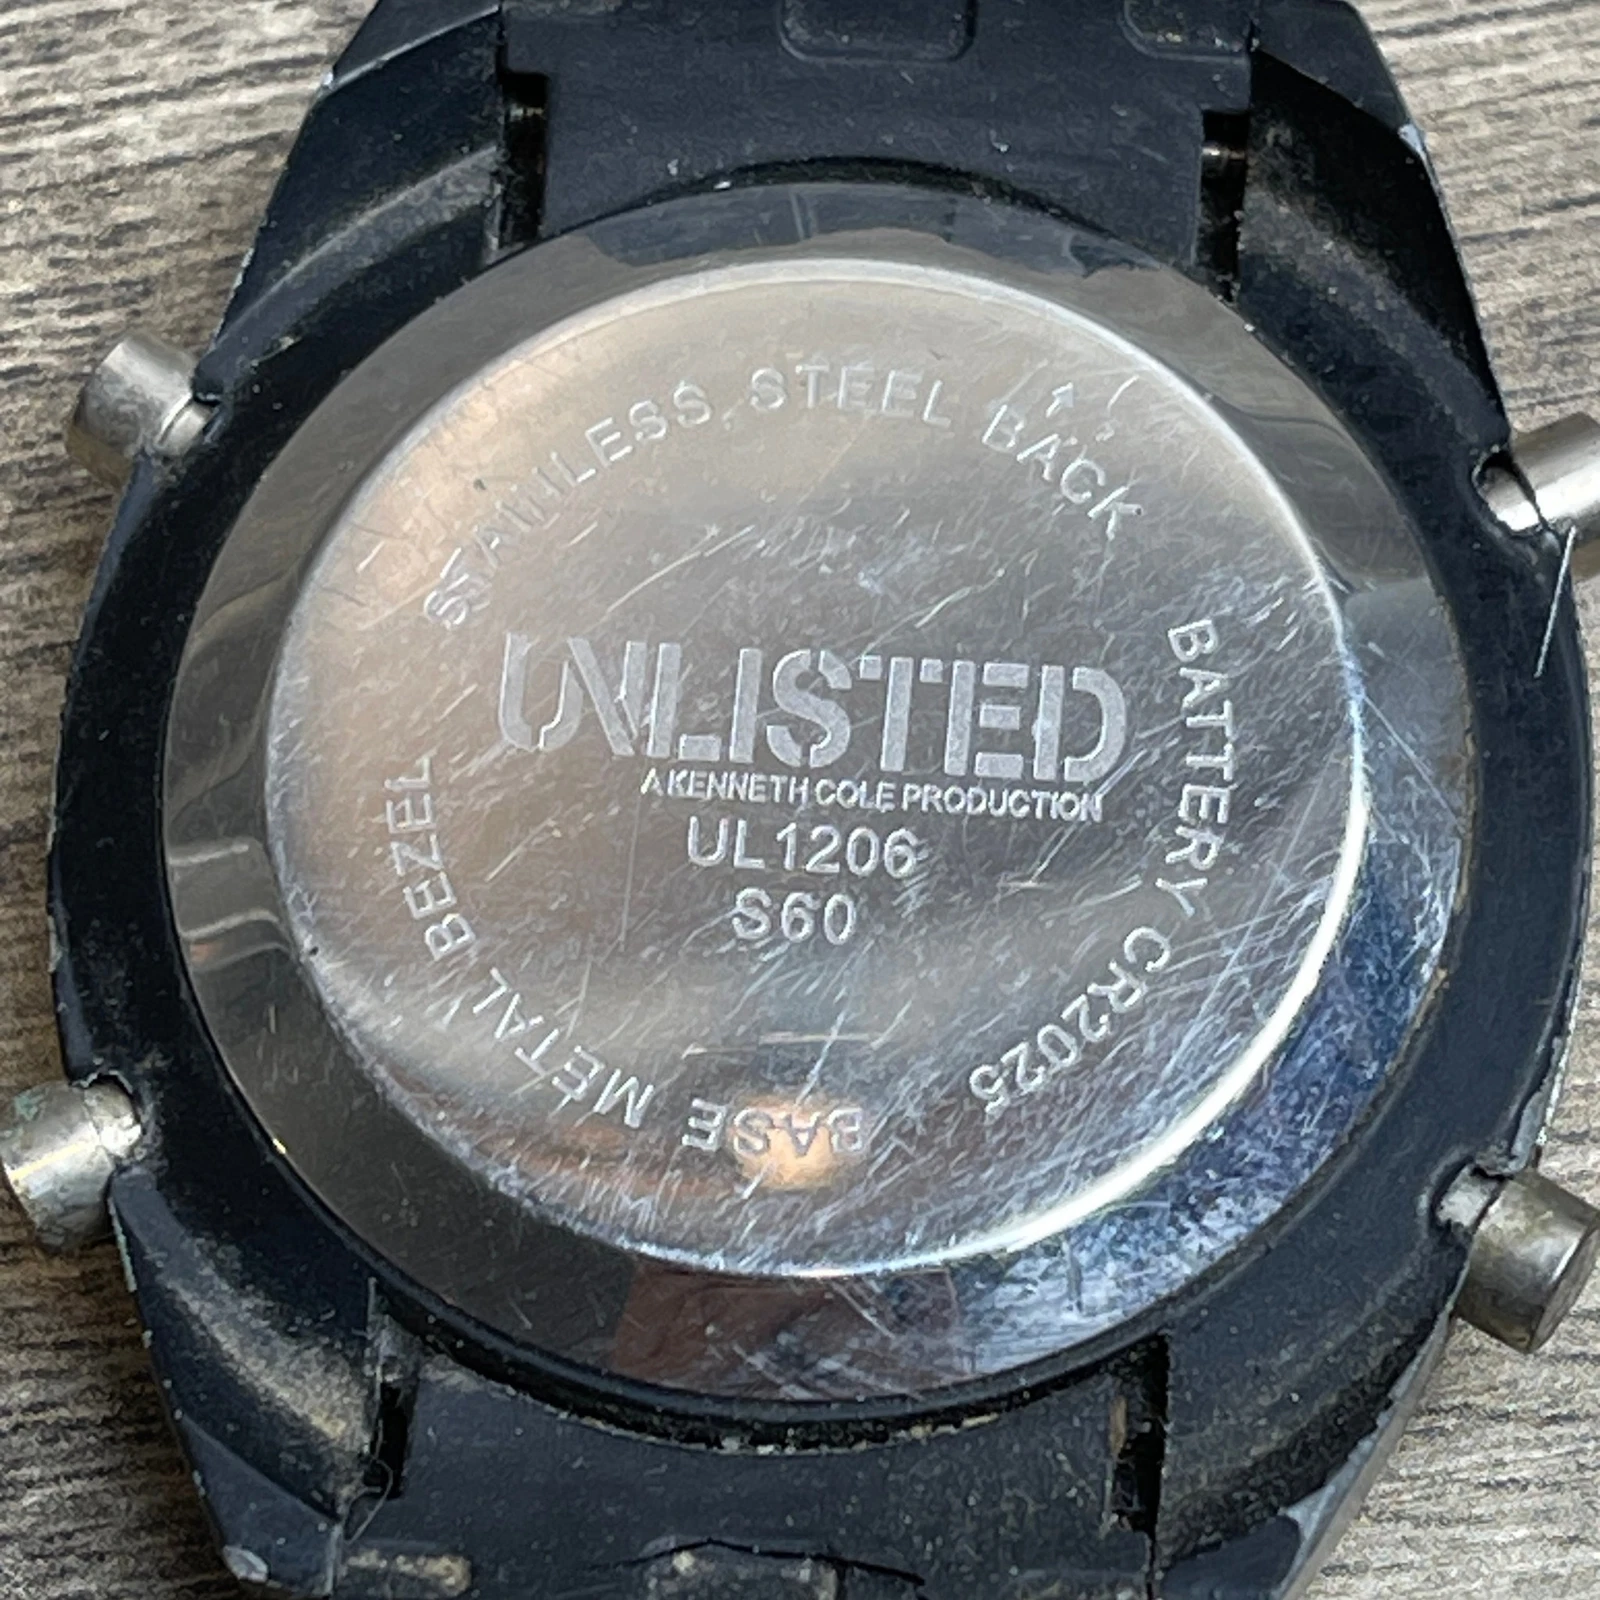 STAINLESS STEEL BACK
UNLISTED
A KENNETH COLE PRODUCTION
UL1206
S60
BATTERY CR2025
BASE METAL BEZEL